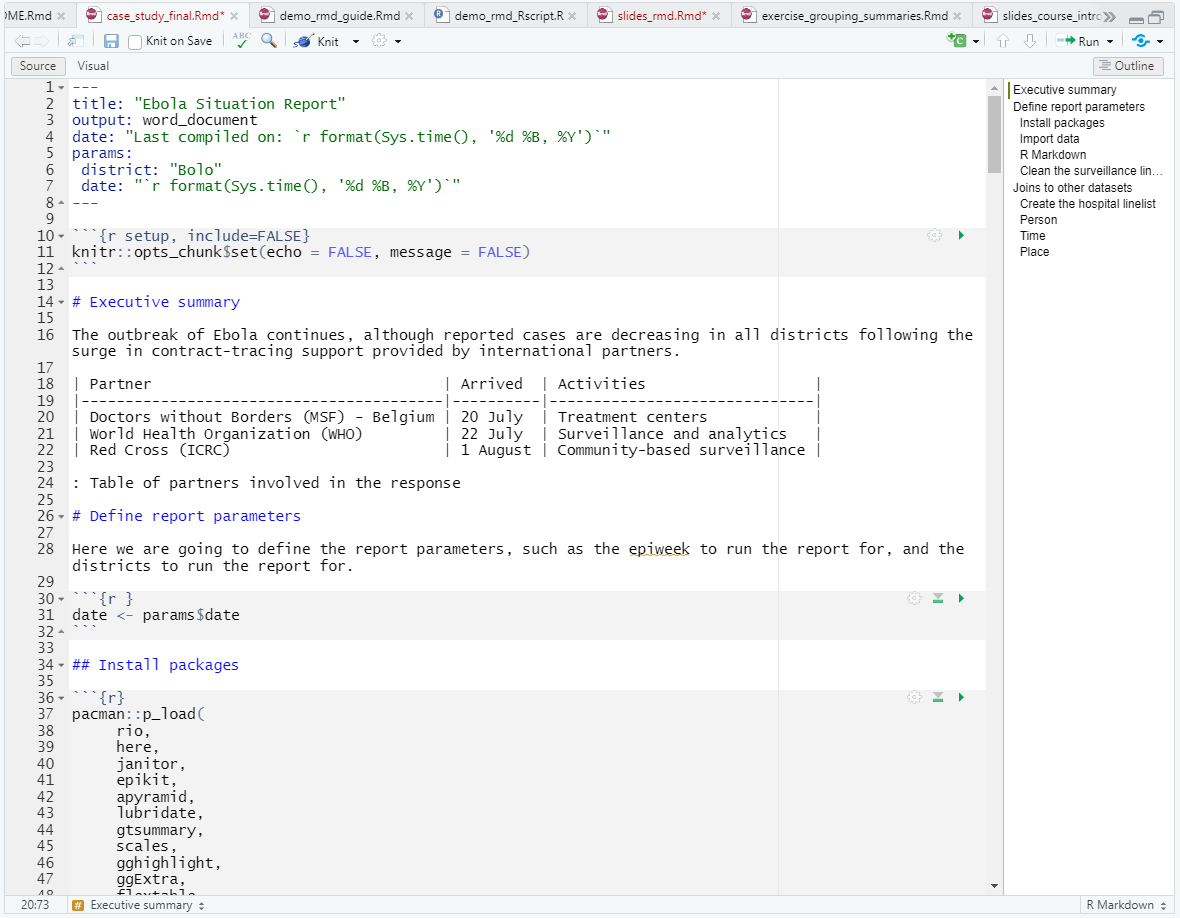 OME.Rmd
case_study_final.Rmd*
demo_rmd_guide.Rmd
demo_rmd_Rscript.R
slides_rmd.Rmd*
exercise_grouping_summaries.Rmd
slides_course_intro
Knit on Save
ABC
Knit
Run
Source
Visual
Outline
1 ---
2 title: "Ebola Situation Report"
3 output: word_document
4 date: "Last compiled on: `r format(Sys.time(), '%d %B, %Y')`"
5 params:
6  district: "Bolo"
7  date: "`r format(Sys.time(), '%d %B, %Y')`"
8 ---
9
10 ```{r setup, include=FALSE}
11 knitr::opts_chunk$set(echo = FALSE, message = FALSE)
12 ```
13
14 # Executive summary
15
16 The outbreak of Ebola continues, although reported cases are decreasing in all districts following the
surge in contract-tracing support provided by international partners.
17
18 | Partner                                | Arrived  | Activities                   |
19 |----------------------------------------|----------|------------------------------|
20 | Doctors without Borders (MSF) - Belgium | 20 July  | Treatment centers            |
21 | World Health Organization (WHO)         | 22 July  | Surveillance and analytics   |
22 | Red Cross (ICRC)                        | 1 August | Community-based surveillance |
23
24 : Table of partners involved in the response
25
26 # Define report parameters
27
28 Here we are going to define the report parameters, such as the epiweek to run the report for, and the
districts to run the report for.
29
30 ```{r }
31 date <- params$date
32 ```
33
34 ## Install packages
35
36 ```{r}
37 pacman::p_load(
38      rio,
39      here,
40      janitor,
41      epikit,
42      apyramid,
43      lubridate,
44      gtsummary,
45      scales,
46      gghighlight,
47      ggExtra,
48      flextable
Executive summary
Define report parameters
Install packages
Import data
R Markdown
Clean the surveillance lin...
Joins to other datasets
Create the hospital linelist
Person
Time
Place
20:73
# Executive summary
R Markdown